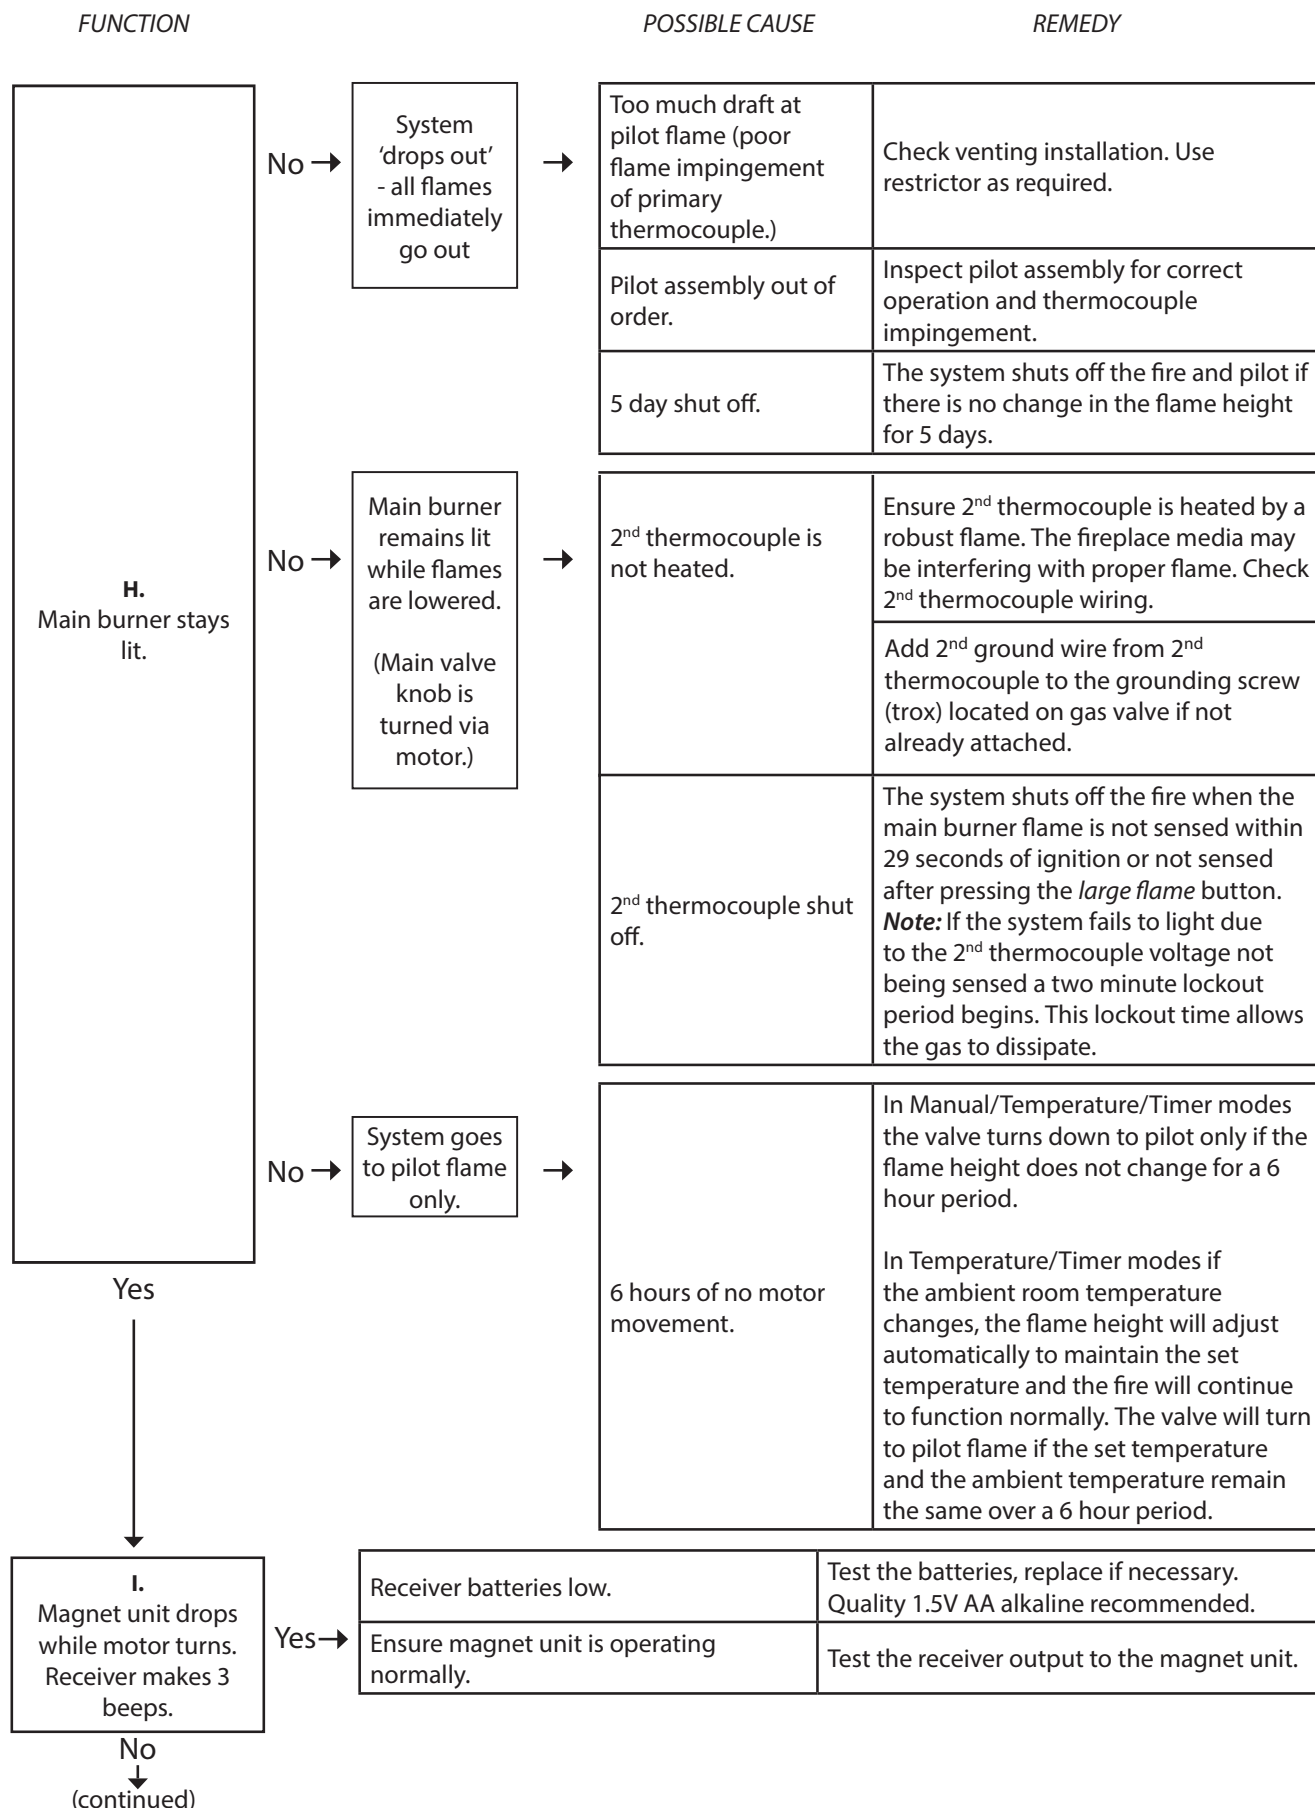 FUNCTION
POSSIBLE CAUSE
REMEDY
H.
Main burner stays
lit.
No
System
‘drops out’
- all flames
immediately
go out
Too much draft at
pilot flame (poor
flame impingement
of primary
thermocouple.)
Check venting installation. Use
restrictor as required.
Pilot assembly out of
order.
Inspect pilot assembly for correct
operation and thermocouple
impingement.
5 day shut off.
The system shuts off the fire and pilot if
there is no change in the flame height
for 5 days.
No
Main burner
remains lit
while flames
are lowered.
(Main valve
knob is
turned via
motor.)
2nd thermocouple is
not heated.
Ensure 2nd thermocouple is heated by a
robust flame. The fireplace media may
be interfering with proper flame. Check
2nd thermocouple wiring.
Add 2nd ground wire from 2nd
thermocouple to the grounding screw
(trox) located on gas valve if not
already attached.
2nd thermocouple shut
off.
The system shuts off the fire when the
main burner flame is not sensed within
29 seconds of ignition or not sensed
after pressing the large flame button.
Note: If the system fails to light due
to the 2nd thermocouple voltage not
being sensed a two minute lockout
period begins. This lockout time allows
the gas to dissipate.
No
System goes
to pilot flame
only.
6 hours of no motor
movement.
In Manual/Temperature/Timer modes
the valve turns down to pilot only if the
flame height does not change for a 6
hour period.
In Temperature/Timer modes if
the ambient room temperature
changes, the flame height will adjust
automatically to maintain the set
temperature and the fire will continue
to function normally. The valve will turn
to pilot flame if the set temperature
and the ambient temperature remain
the same over a 6 hour period.
Yes
I.
Magnet unit drops
while motor turns.
Receiver makes 3
beeps.
Yes
Receiver batteries low.
Test the batteries, replace if necessary.
Quality 1.5V AA alkaline recommended.
Ensure magnet unit is operating
normally.
Test the receiver output to the magnet unit.
No
(continued)